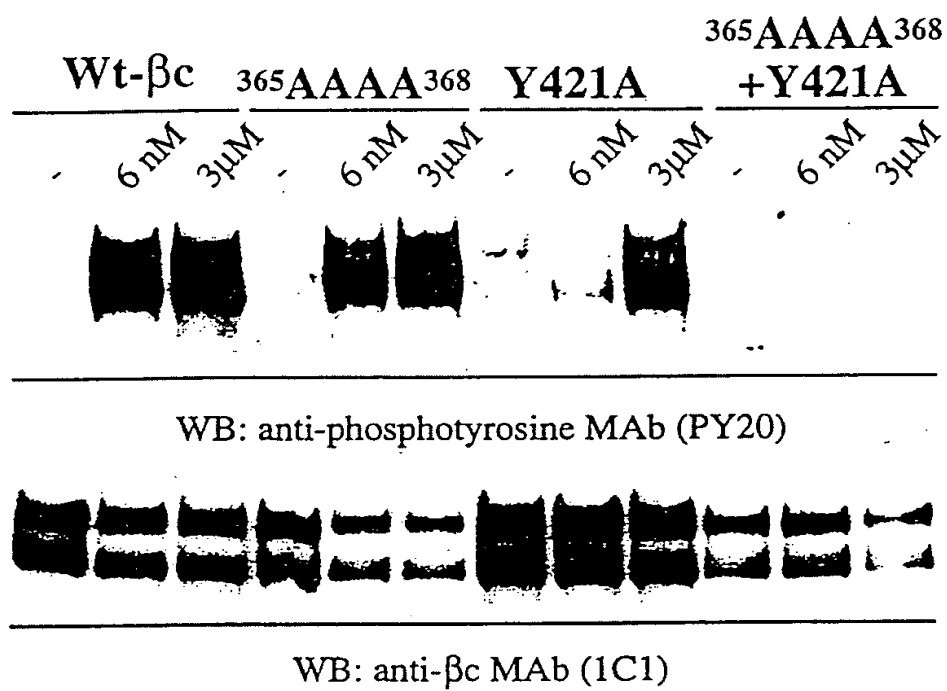 Wt-βc 365AAAA368 Y421A 365AAAA368
+Y421A
- 6 nM 3μM - 6 nM 3μM - 6 nM 3μM - 6 nM 3μM
WB: anti-phosphotyrosine MAb (PY20)
WB: anti-βc MAb (1C1)